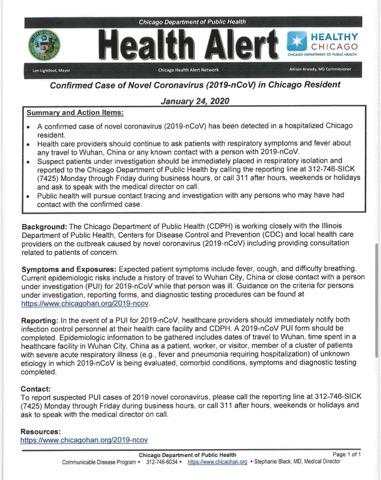 Chicago Department of Public Health
Health Alert
HEALTHY
CHICAGO
CHICAGO DEPARTMENT OF PUBLIC HEALTH
Lori Lightfoot, Mayor
Chicago Health Alert Network
Allison Arwady, MD Commissioner
Confirmed Case of Novel Coronavirus (2019-nCoV) in Chicago Resident
January 24, 2020
Summary and Action Items:
• A confirmed case of novel coronavirus (2019-nCoV) has been detected in a hospitalized Chicago
resident.
• Health care providers should continue to ask patients with respiratory symptoms and fever about
any travel to Wuhan, China or any known contact with a person with 2019-nCoV.
• Suspect patients under investigation should be immediately placed in respiratory isolation and
reported to the Chicago Department of Public Health by calling the reporting line at 312-746-SICK
(7425) Monday through Friday during business hours, or call 311 after hours, weekends or holidays
and ask to speak with the medical director on call.
• Public health will pursue contact tracing and investigation with any persons who may have had
contact with the confirmed case.
Background: The Chicago Department of Public Health (CDPH) is working closely with the Illinois
Department of Public Health, Centers for Disease Control and Prevention (CDC) and local health care
providers on the outbreak caused by novel coronavirus (2019-nCoV) including providing consultation
related to patients of concern.
Symptoms and Exposures: Expected patient symptoms include fever, cough, and difficulty breathing.
Current epidemiologic risks include a history of travel to Wuhan City, China or close contact with a person
under investigation (PUI) for 2019-nCoV while that person was ill. Guidance on the criteria for persons
under investigation, reporting forms, and diagnostic testing procedures can be found at
https://www.chicagohan.org/2019-ncov.
Reporting: In the event of a PUI for 2019-nCoV, healthcare providers should immediately notify both
infection control personnel at their health care facility and CDPH. A 2019-nCoV PUI form should be
completed. Epidemiologic information to be gathered includes dates of travel to Wuhan, time spent in a
healthcare facility in Wuhan City, China as a patient, worker, or visitor, member of a cluster of patients
with severe acute respiratory illness (e.g., fever and pneumonia requiring hospitalization) of unknown
etiology in which 2019-nCoV is being evaluated, comorbid conditions, symptoms and diagnostic testing
completed.
Contact:
To report suspected PUI cases of 2019 novel coronavirus, please call the reporting line at 312-746-SICK
(7425) Monday through Friday during business hours, or call 311 after hours, weekends or holidays and
ask to speak with the medical director on call.
Resources:
https://www.chicagohan.org/2019-ncov
Chicago Department of Public Health
Page 1 of 1
Communicable Disease Program • 312-746-6034 • https://www.chicaohan.org • Stephanie Black, MD, Medical Director